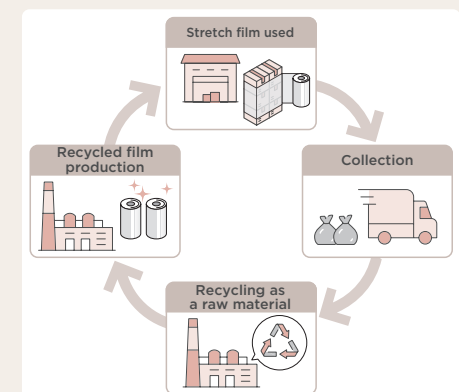 Stretch film used
Collection
Recycling as
a raw material
Recycled film
production